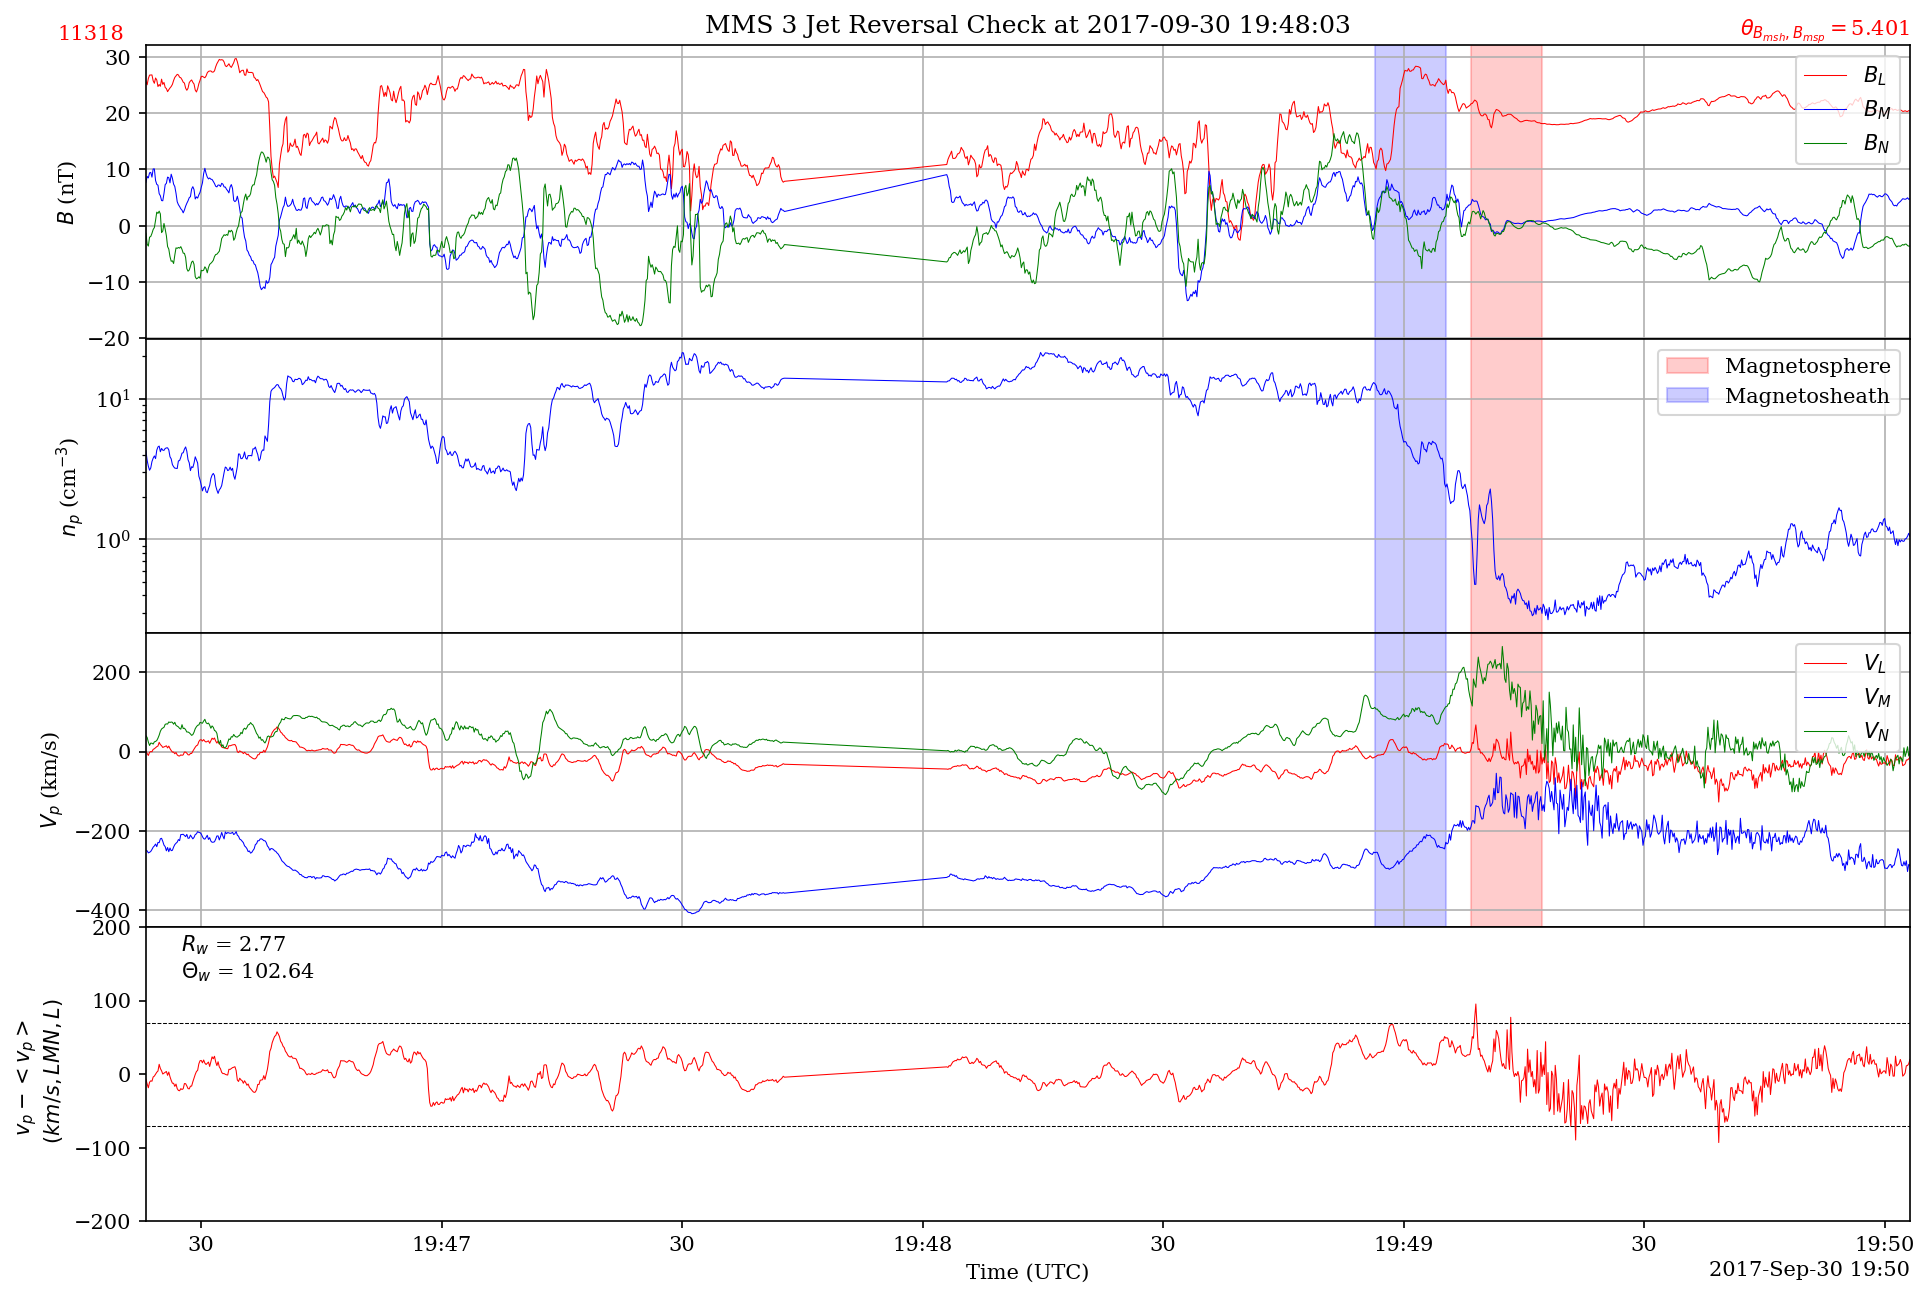 MMS 3 Jet Reversal Check at 2017-09-30 19:48:03
11318
θ_{B_{msh}, B_{msp}} = 5.401
30
20
10
0
−10
−20
B (nT)
B_L
B_M
B_N
10^1
10^0
n_p (cm^{−3})
Magnetosphere
Magnetosheath
200
0
−200
−400
V_p (km/s)
V_L
V_M
V_N
200
100
0
−100
−200
v_p − < v_p >
(km/s, LMN, L)
R_w = 2.77
Θ_w = 102.64
30
19:47
30
19:48
30
19:49
30
19:50
Time (UTC)
2017-Sep-30 19:50